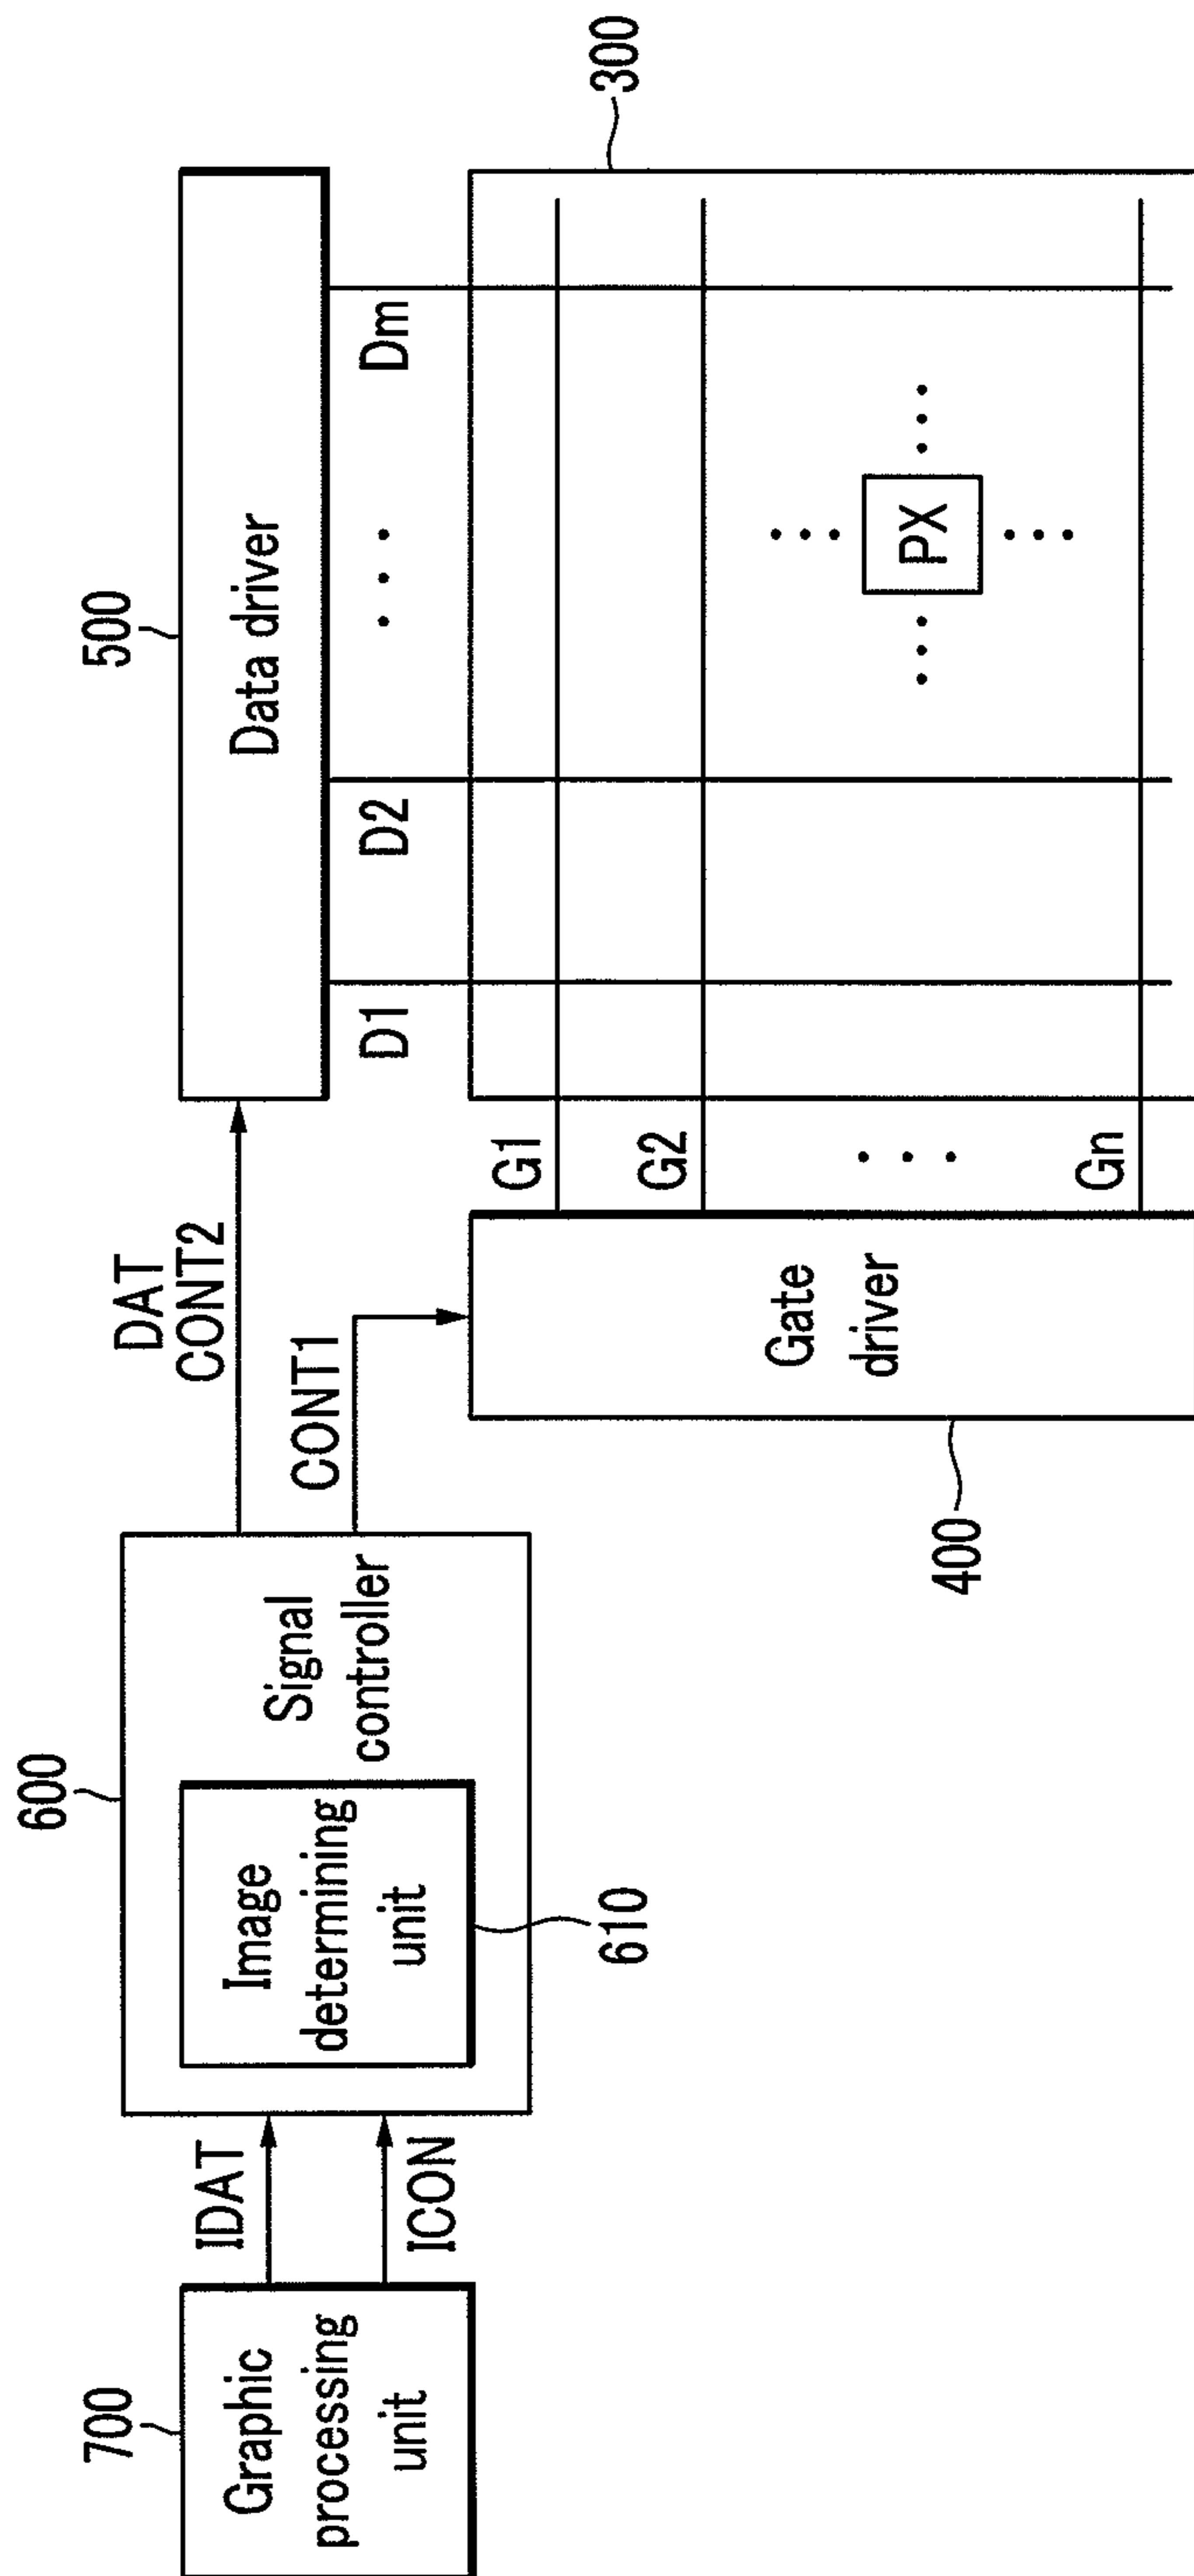 700
Graphic
processing
unit
IDAT
ICON
600
Image
determining
unit
610
Signal
controller
DAT
CONT2
CONT1
500
Data driver
D1
D2
• • •
Dm
300
400
Gate
driver
G1
G2
• • •
Gn
• • •
• • •
PX
• • •
• • •